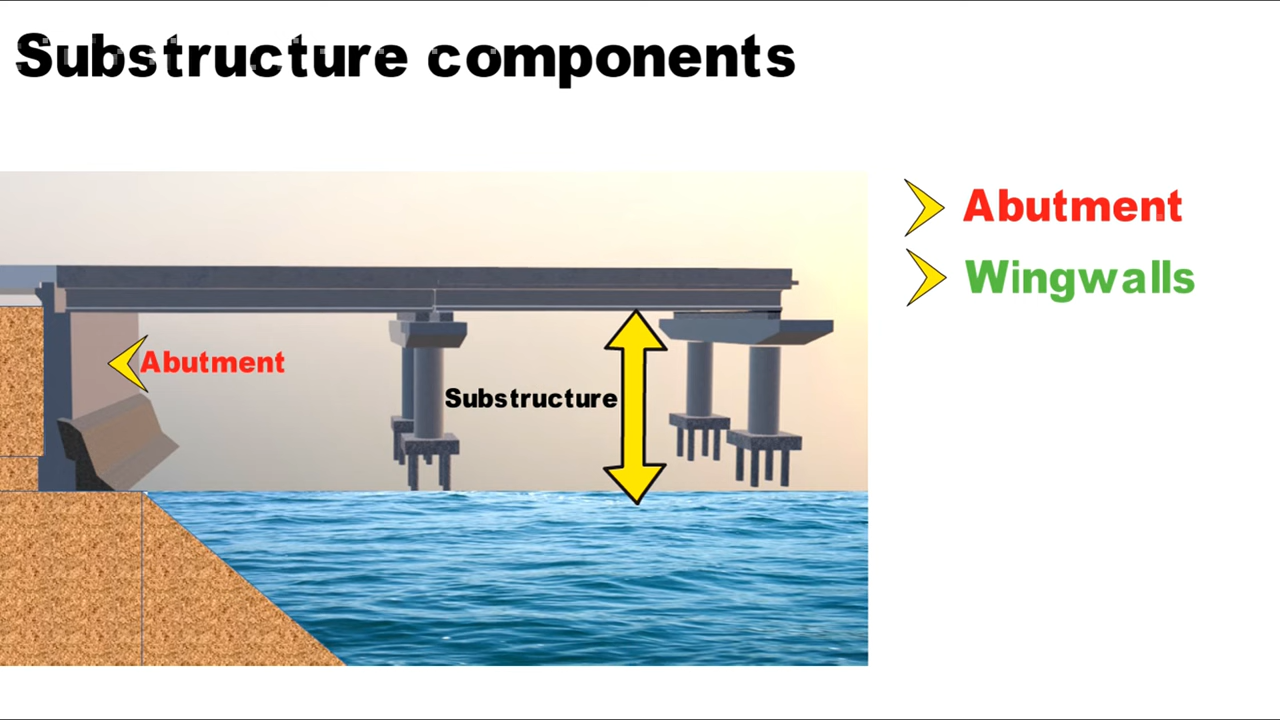 Substructure components
Abutment
Wingwalls
Abutment
Substructure